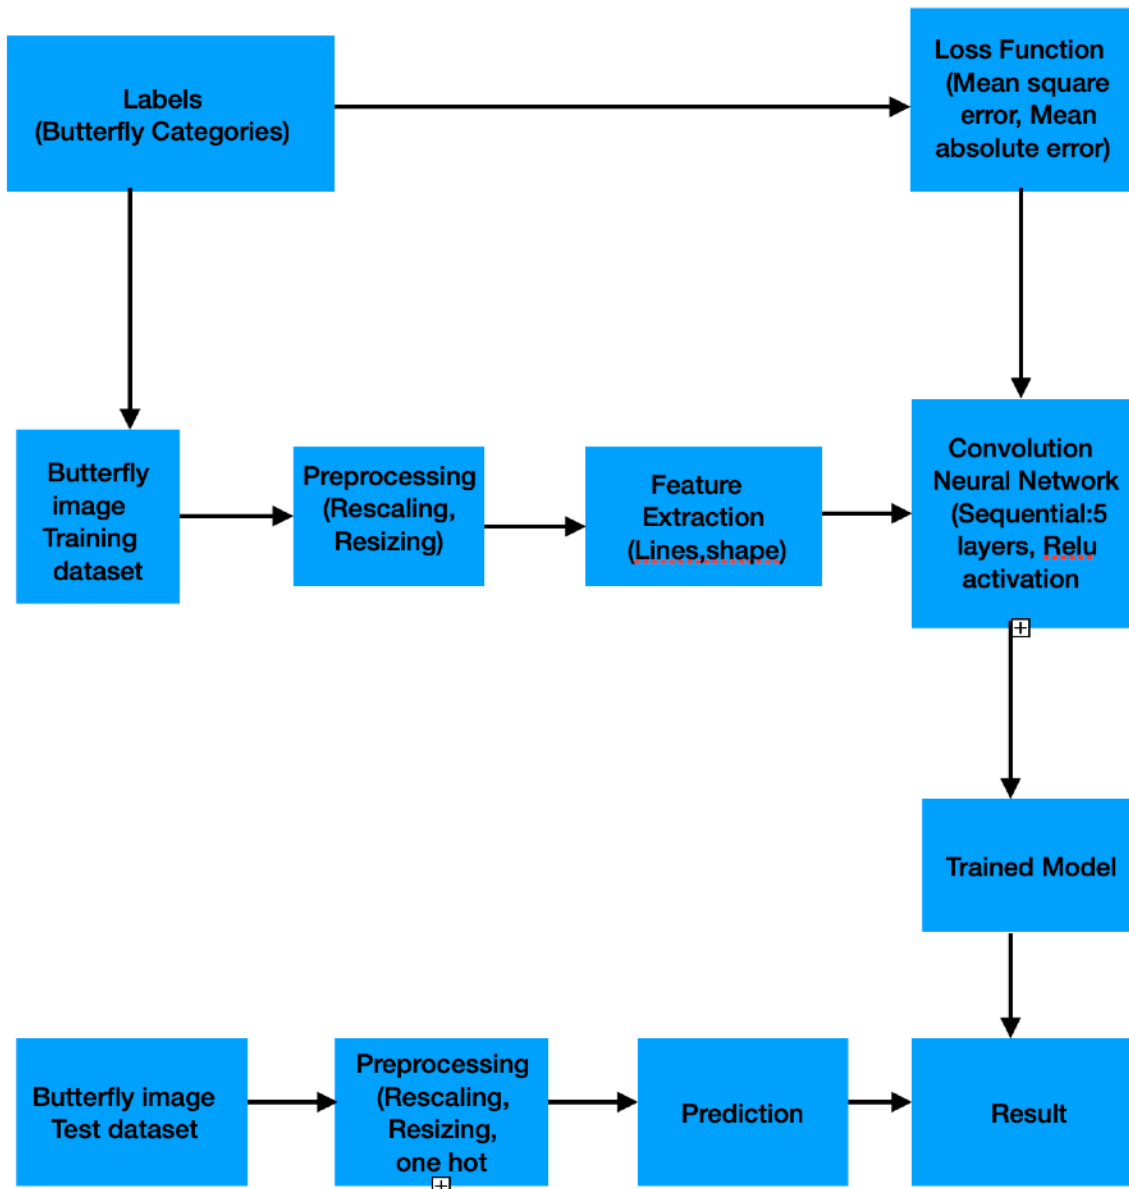 Labels
(Butterfly Categories)
Loss Function
(Mean square
error, Mean
absolute error)
Butterfly
image
Training
dataset
Preprocessing
(Rescaling,
Resizing)
Feature
Extraction
(Lines,shape)
Convolution
Neural Network
(Sequential:5
layers, Relu
activation
Trained Model
Butterfly image
Test dataset
Preprocessing
(Rescaling,
Resizing,
one hot
Prediction
Result